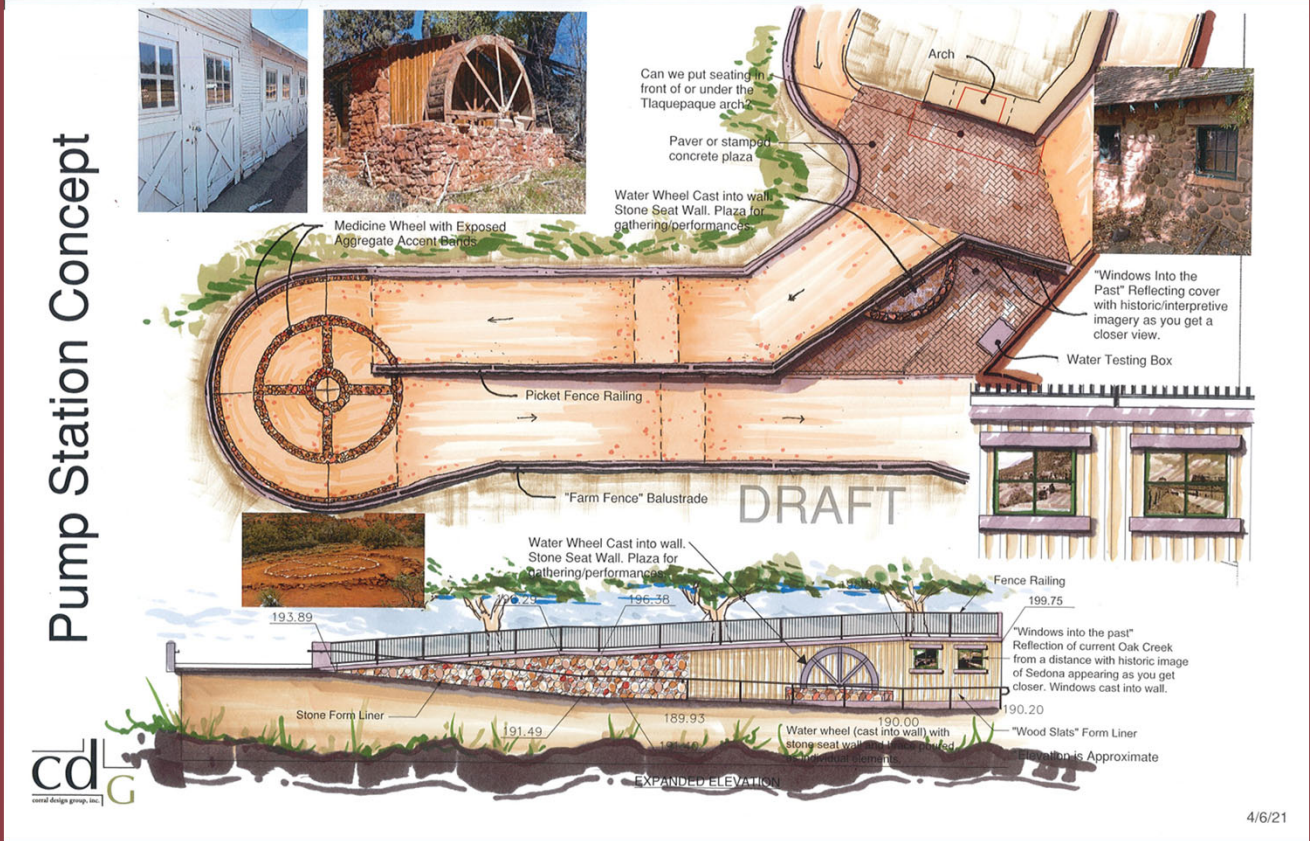 Pump Station Concept
Arch
Can we put seating in
front of or under the
Tlaquepaque arch?
Paver or stamped
concrete plaza
Water Wheel Cast into wall.
Stone Seat Wall. Plaza for
gathering/performances.
Medicine Wheel with Exposed
Aggregate Accent Bands
"Windows Into the
Past" Reflecting cover
with historic/interpretive
imagery as you get a
closer view.
Water Testing Box
Picket Fence Railing
"Farm Fence" Balustrade
DRAFT
Water Wheel Cast into wall.
Stone Seat Wall. Plaza for
gathering/performances.
Fence Railing
193.89
196.29
196.38
199.75
"Windows into the past"
Reflection of current Oak Creek
from a distance with historic image
of Sedona appearing as you get
closer. Windows cast into wall.
190.20
Stone Form Liner
191.49
189.93
190.00
"Wood Slats" Form Liner
Water wheel (cast into wall) with
stone seat wall and
individual elements.
Elevation is Approximate
EXPANDED ELEVATION
cd
G
corral design group, inc.
4/6/21